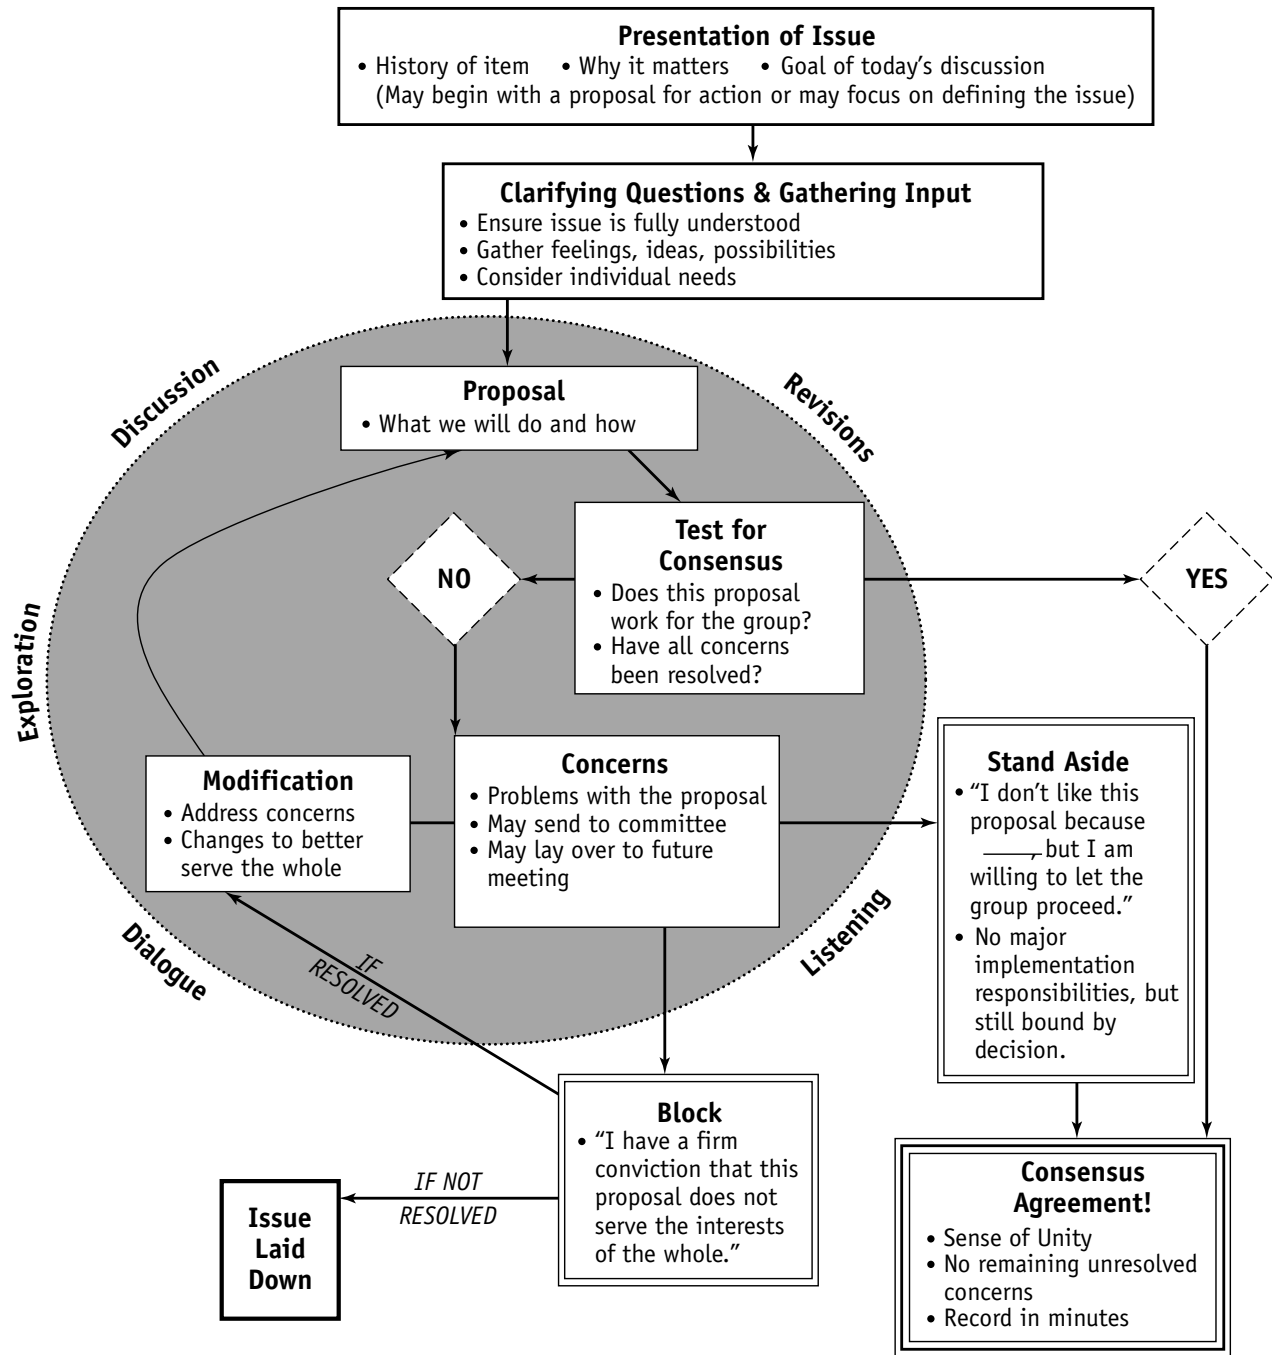 Presentation of Issue
• History of item • Why it matters • Goal of today's discussion
(May begin with a proposal for action or may focus on defining the issue)
Clarifying Questions & Gathering Input
• Ensure issue is fully understood
• Gather feelings, ideas, possibilities
• Consider individual needs
Discussion
Revisions
Proposal
• What we will do and how
Test for
Consensus
• Does this proposal
work for the group?
• Have all concerns
been resolved?
NO
YES
Exploration
Modification
• Address concerns
• Changes to better
serve the whole
Concerns
• Problems with the proposal
• May send to committee
• May lay over to future
meeting
Stand Aside
• “I don't like this
proposal because
____, but I am
willing to let the
group proceed.”
• No major
implementation
responsibilities, but
still bound by
decision.
Dialogue
Listening
IF
RESOLVED
Block
• “I have a firm
conviction that this
proposal does not
serve the interests
of the whole.”
IF NOT
RESOLVED
Issue
Laid
Down
Consensus
Agreement!
• Sense of Unity
• No remaining unresolved
concerns
• Record in minutes